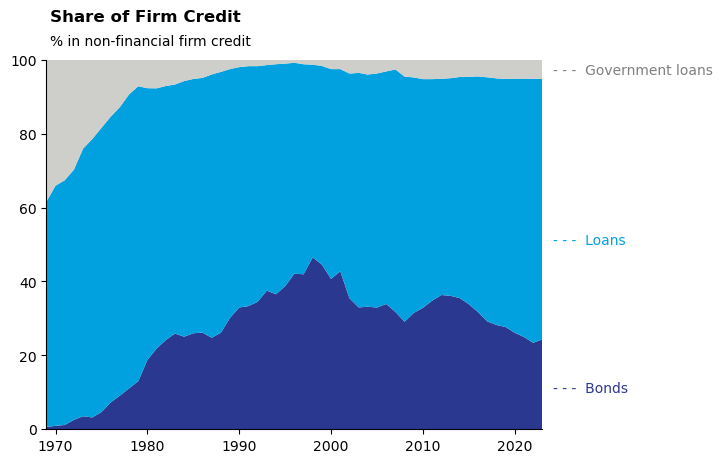 Share of Firm Credit
% in non-financial firm credit
100
80
60
40
20
0
1970 1980 1990 2000 2010 2020
- - - Government loans
- - - Loans
- - - Bonds